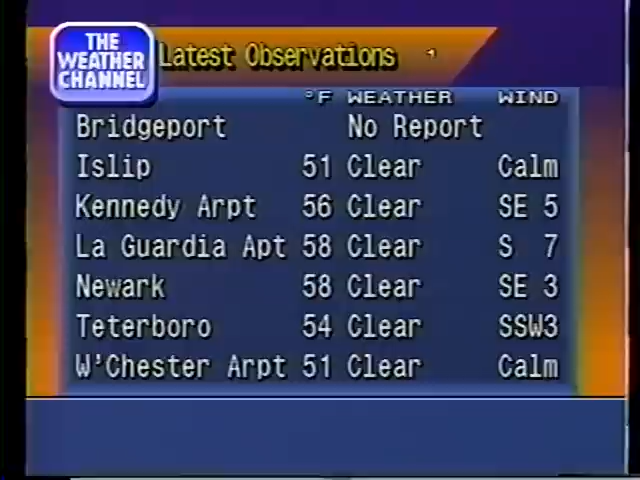 THE
WEATHER
CHANNEL
Latest Observations
°F WEATHER WIND
Bridgeport No Report
Islip 51 Clear Calm
Kennedy Arpt 56 Clear SE 5
La Guardia Apt 58 Clear S 7
Newark 58 Clear SE 3
Teterboro 54 Clear SSW3
W'Chester Arpt 51 Clear Calm